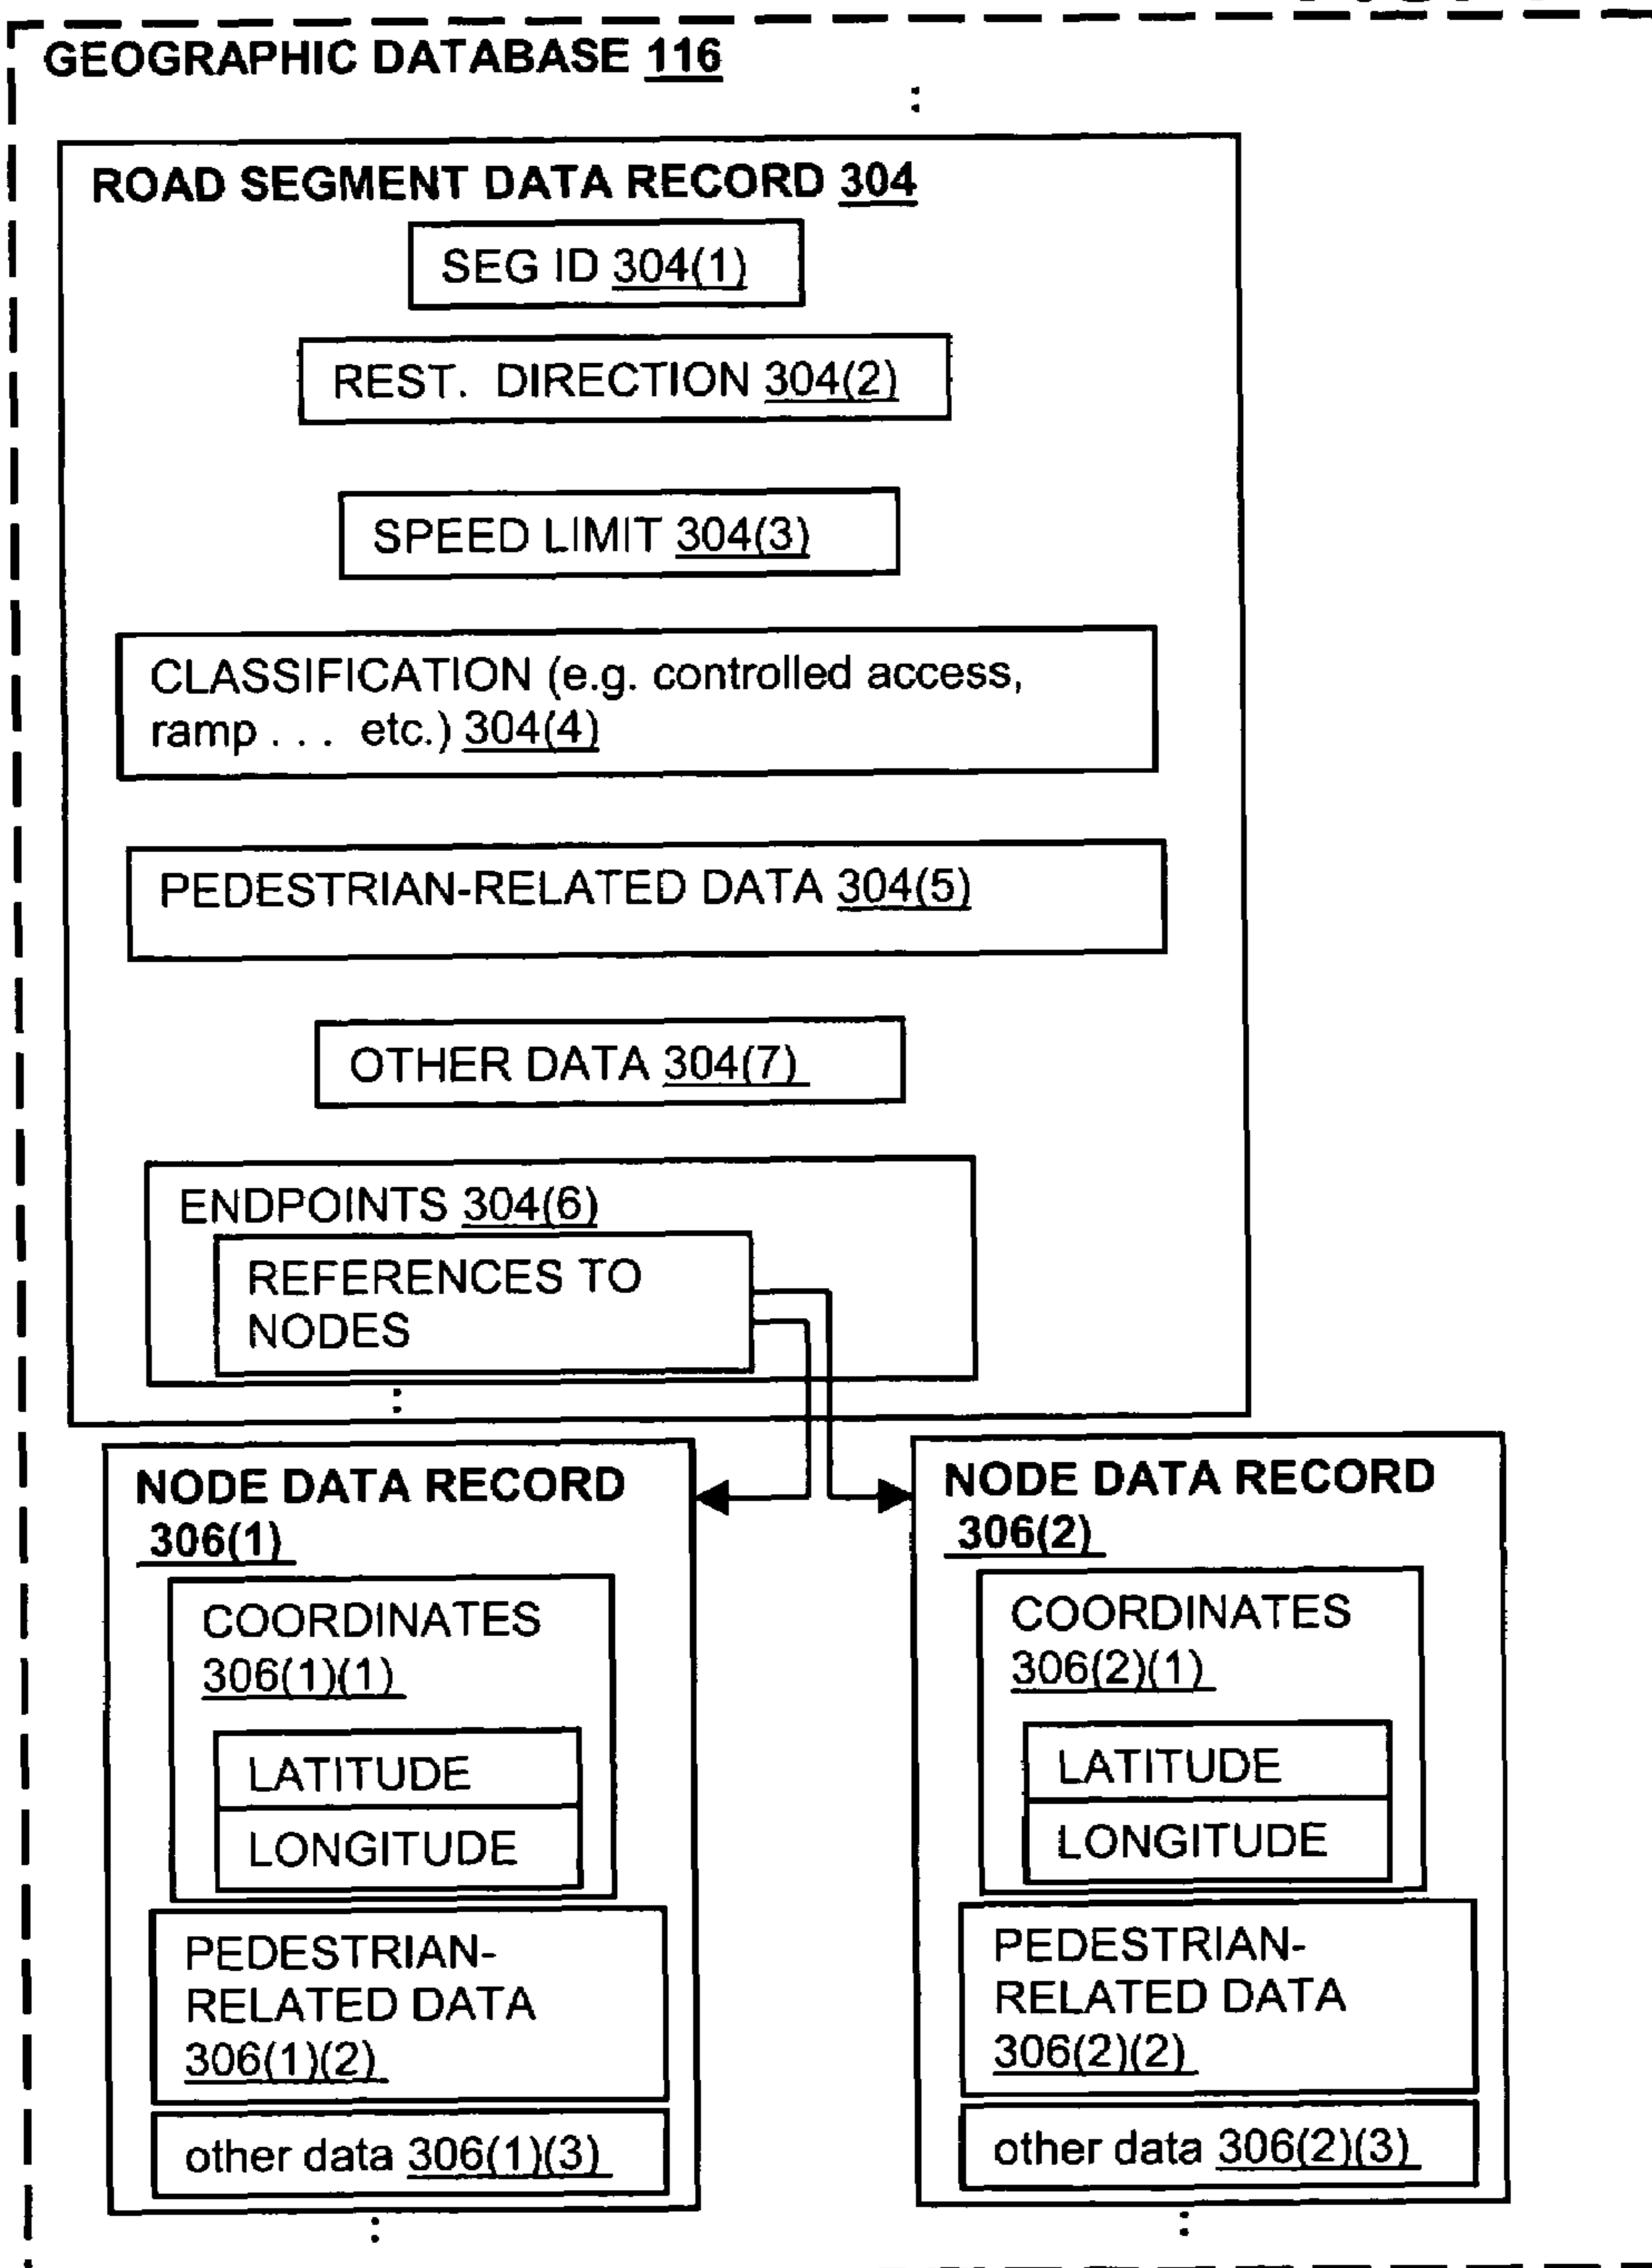 GEOGRAPHIC DATABASE 116
ROAD SEGMENT DATA RECORD 304
SEG ID 304(1)
REST. DIRECTION 304(2)
SPEED LIMIT 304(3)
CLASSIFICATION (e.g. controlled access,
ramp . . . etc.) 304(4)
PEDESTRIAN-RELATED DATA 304(5)
OTHER DATA 304(7)
ENDPOINTS 304(6)
REFERENCES TO
NODES
NODE DATA RECORD
306(1)
COORDINATES
306(1)(1)
LATITUDE
LONGITUDE
PEDESTRIAN-
RELATED DATA
306(1)(2)
other data 306(1)(3)
NODE DATA RECORD
306(2)
COORDINATES
306(2)(1)
LATITUDE
LONGITUDE
PEDESTRIAN-
RELATED DATA
306(2)(2)
other data 306(2)(3)